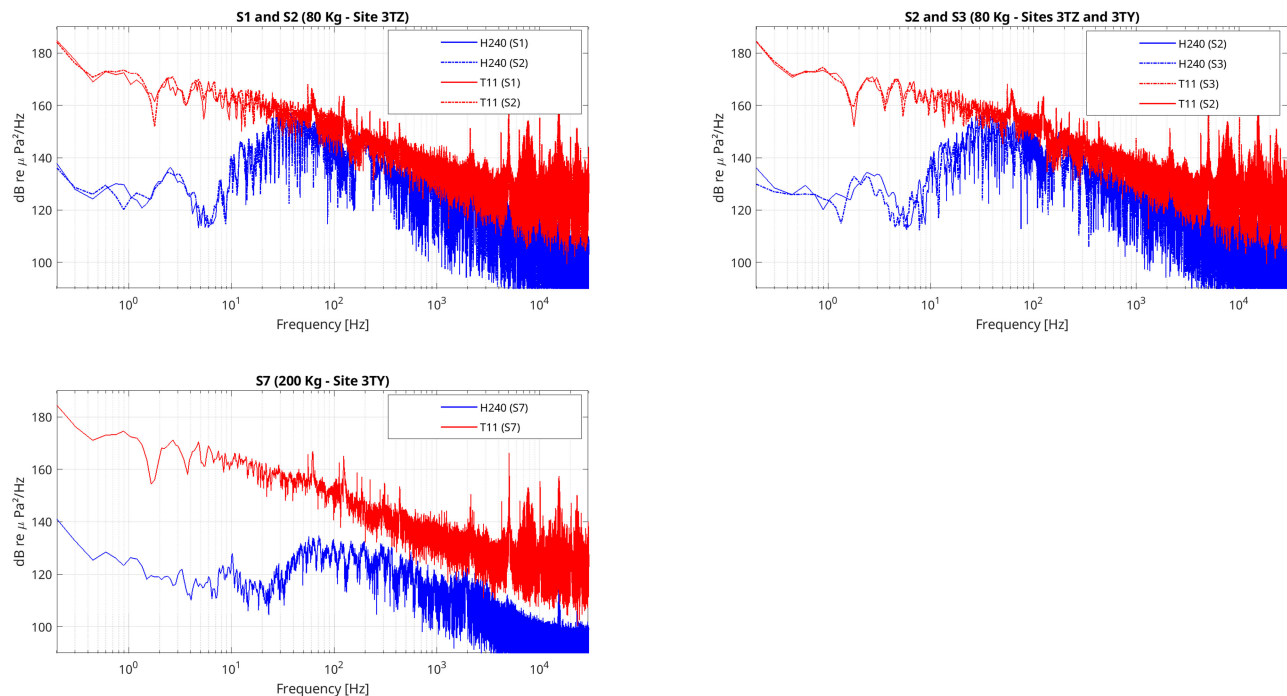 S1 and S2 (80 Kg - Site 3TZ)
H240 (S1)
H240 (S2)
T11 (S1)
T11 (S2)
180
160
140
120
100
dB re μ Pa²/Hz
10⁰
10¹
10²
10³
10⁴
Frequency [Hz]
S2 and S3 (80 Kg - Sites 3TZ and 3TY)
H240 (S2)
H240 (S3)
T11 (S3)
T11 (S2)
180
160
140
120
100
dB re μ Pa²/Hz
10⁰
10¹
10²
10³
10⁴
Frequency [Hz]
S7 (200 Kg - Site 3TY)
H240 (S7)
T11 (S7)
180
160
140
120
100
dB re μ Pa²/Hz
10⁰
10¹
10²
10³
10⁴
Frequency [Hz]